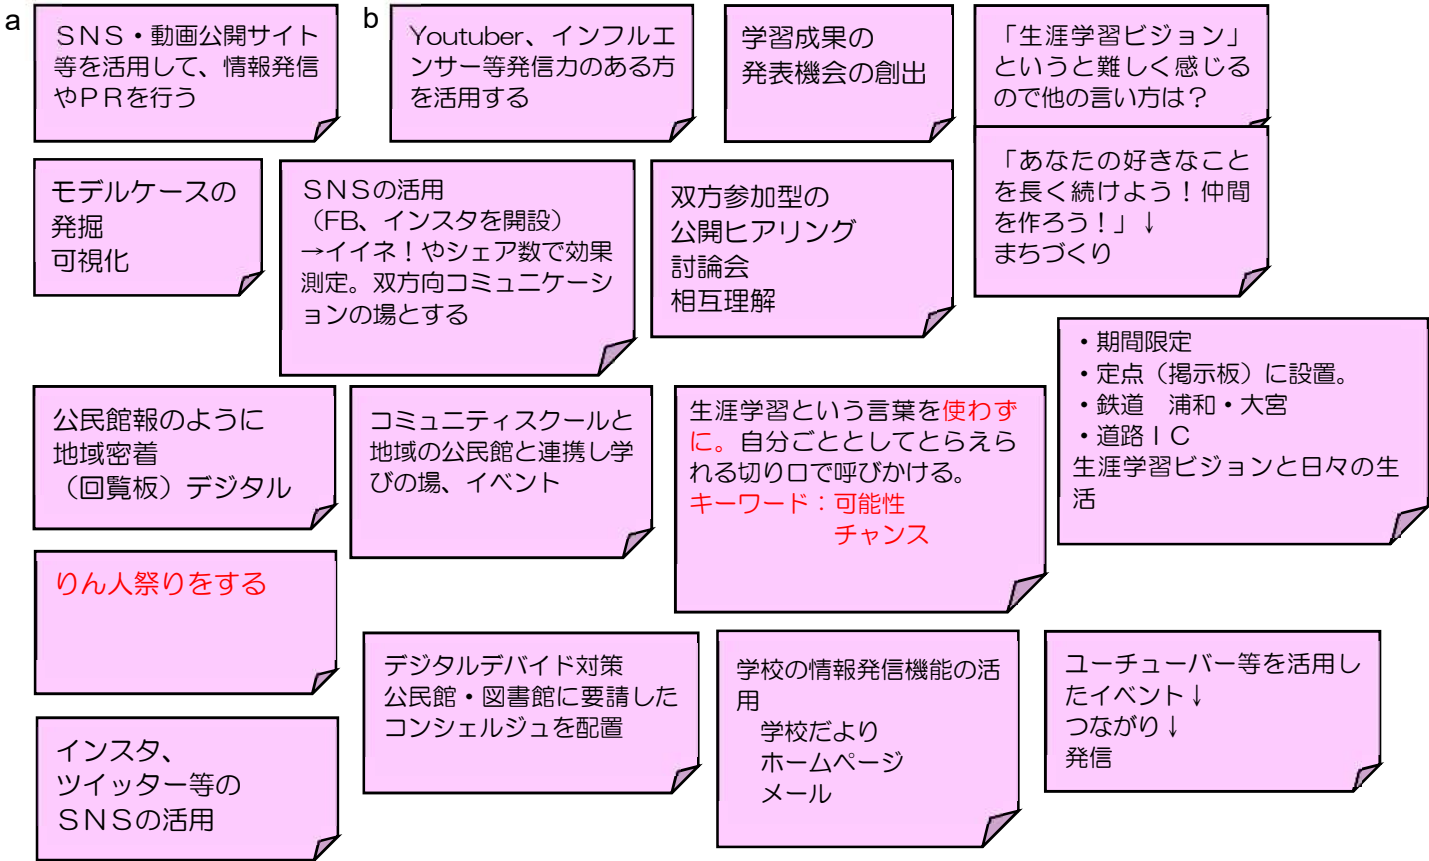 a
SNS・動画公開サイト
等を活用して、情報発信
やPRを行う
b
Youtuber、インフルエ
ンサー等発信力のある方
を活用する
学習成果の
発表機会の創出
「生涯学習ビジョン」
というと難しく感じる
ので他の言い方は？
「あなたの好きなこと
を長く続けよう！仲間
を作ろう！」↓
まちづくり
モデルケースの
発掘
可視化
SNSの活用
（FB、インスタを開設）
→イイネ！やシェア数で効果
測定。双方向コミュニケーシ
ョンの場とする
双方参加型の
公開ヒアリング
討論会
相互理解
・期間限定
・定点（掲示板）に設置。
・鉄道　浦和・大宮
・道路ＩＣ
生涯学習ビジョンと日々の生
活
公民館報のように
地域密着
（回覧板）デジタル
コミュニティスクールと
地域の公民館と連携し学
びの場、イベント
生涯学習という言葉を使わず
に。自分ごととしてとらえら
れる切り口で呼びかける。
キーワード：可能性
チャンス
りん人祭りをする
デジタルデバイド対策
公民館・図書館に要請した
コンシェルジュを配置
学校の情報発信機能の活
用
学校だより
ホームページ
メール
ユーチューバー等を活用し
たイベント↓
つながり↓
発信
インスタ、
ツイッター等の
SNSの活用